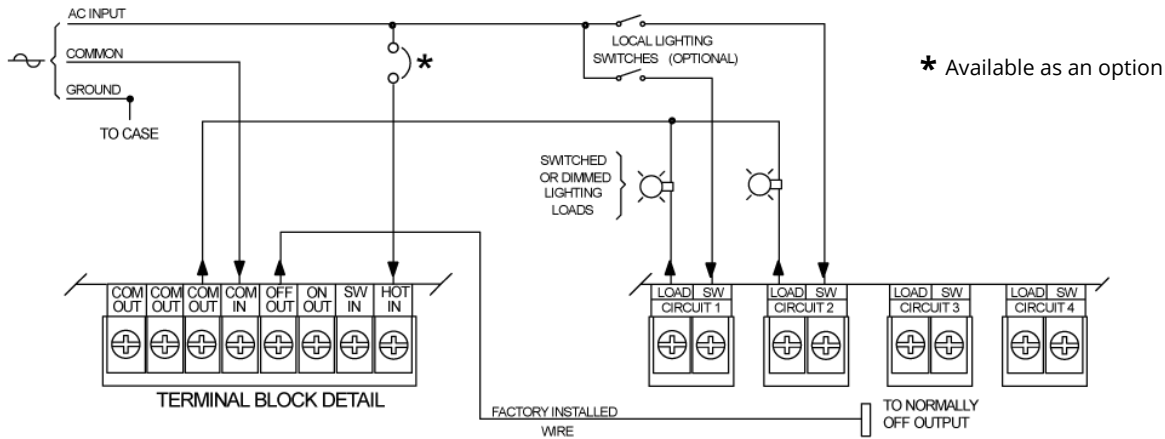 AC INPUT
COMMON
GROUND
TO CASE
*
LOCAL LIGHTING
SWITCHES (OPTIONAL)
* Available as an option
SWITCHED
OR DIMMED
LIGHTING
LOADS
COM OUT
COM OUT
COM OUT
COM IN
OFF OUT
ON OUT
SW IN
HOT IN
TERMINAL BLOCK DETAIL
LOAD SW
CIRCUIT 1
LOAD SW
CIRCUIT 2
LOAD SW
CIRCUIT 3
LOAD SW
CIRCUIT 4
FACTORY INSTALLED
WIRE
TO NORMALLY
OFF OUTPUT